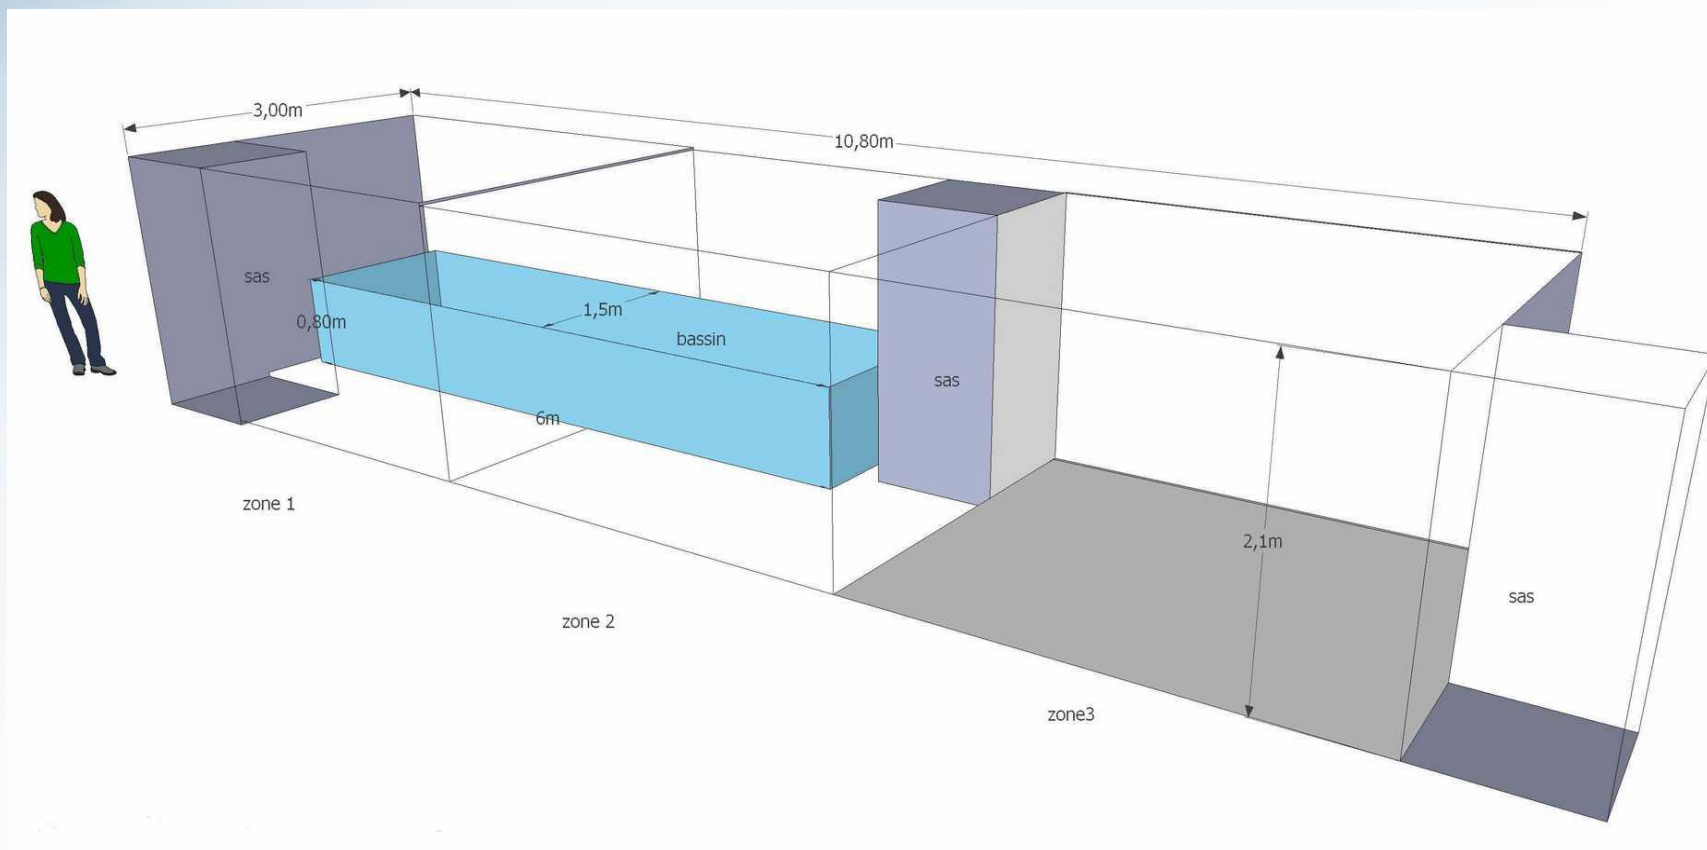 3,00m
10,80m
sas
1,5m
0,80m
bassin
sas
6m
zone 1
2,1m
sas
zone 2
zone3